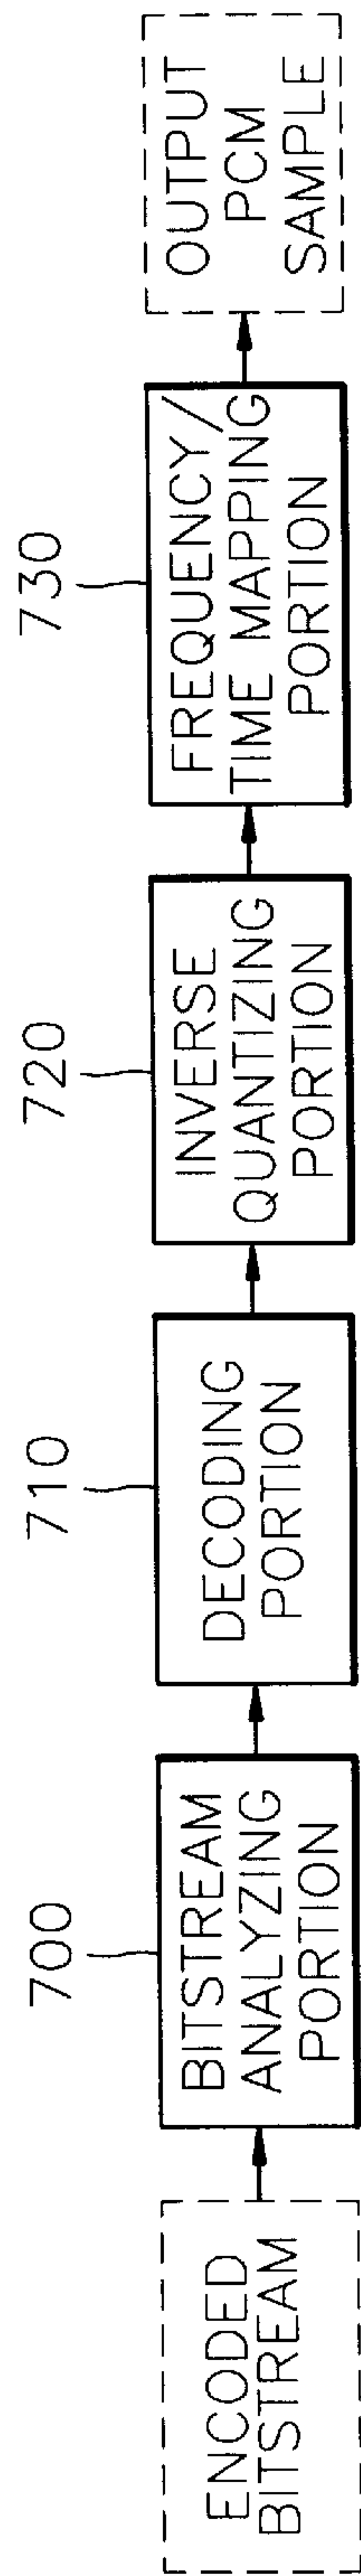 ENCODED
BITSTREAM
700
BITSTREAM
ANALYZING
PORTION
710
DECODING
PORTION
720
INVERSE
QUANTIZING
PORTION
730
FREQUENCY/
TIME MAPPING
PORTION
OUTPUT
PCM
SAMPLE